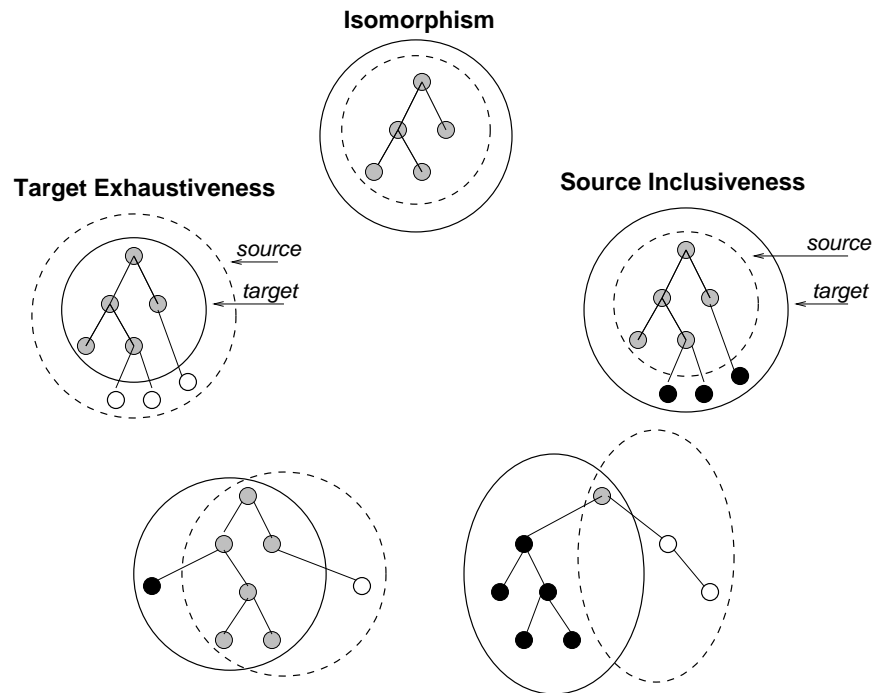 Isomorphism
Target Exhaustiveness
source
target
Source Inclusiveness
source
target